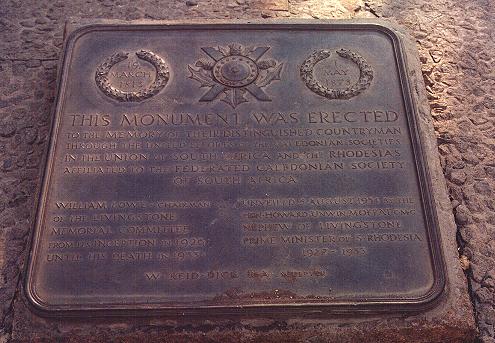 19
MARCH
1813
MAY
1873
THIS MONUMENT WAS ERECTED
TO THE MEMORY OF THEIR DISTINGUISHED COUNTRYMAN
THROUGH THE UNITED EFFORTS OF THE CALEDONIAN SOCIETIES
IN THE UNION OF SOUTH AFRICA AND THE RHODESIAS
AFFILIATED TO THE FEDERATED CALEDONIAN SOCIETY
OF SOUTH AFRICA
WILLIAM LOWE - CHAIRMAN
OF THE LIVINGSTONE
MEMORIAL COMMITTEE
FROM ITS INCEPTION IN 1926
UNTIL HIS DEATH IN 1933
UNVEILED 5 AUGUST 1934 BY THE
HON. HOWARD UNWIN MOFFAT C.M.G.
NEPHEW OF LIVINGSTONE
PRIME MINISTER OF S. RHODESIA
1927 - 1933
W. REID-DICK R.A. SCULPTOR